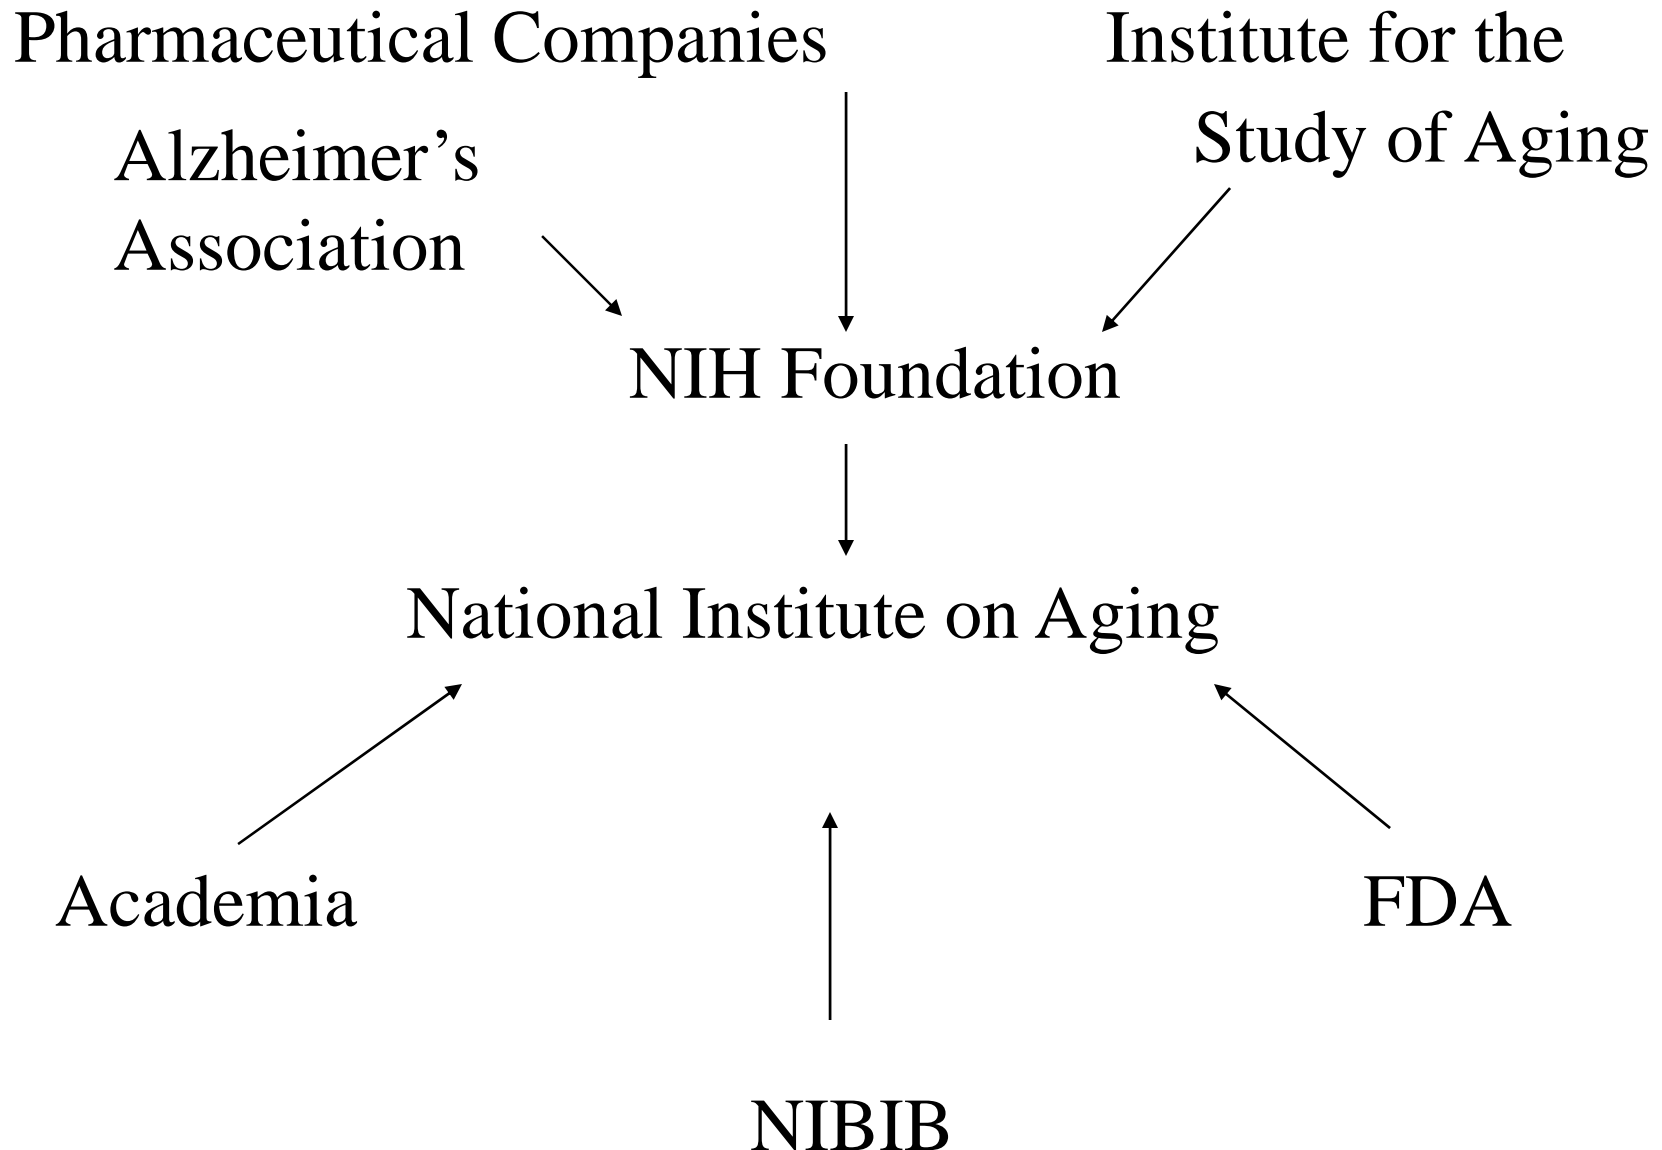 Pharmaceutical Companies
Institute for the
Study of Aging
Alzheimer’s
Association
NIH Foundation
National Institute on Aging
Academia
FDA
NIBIB